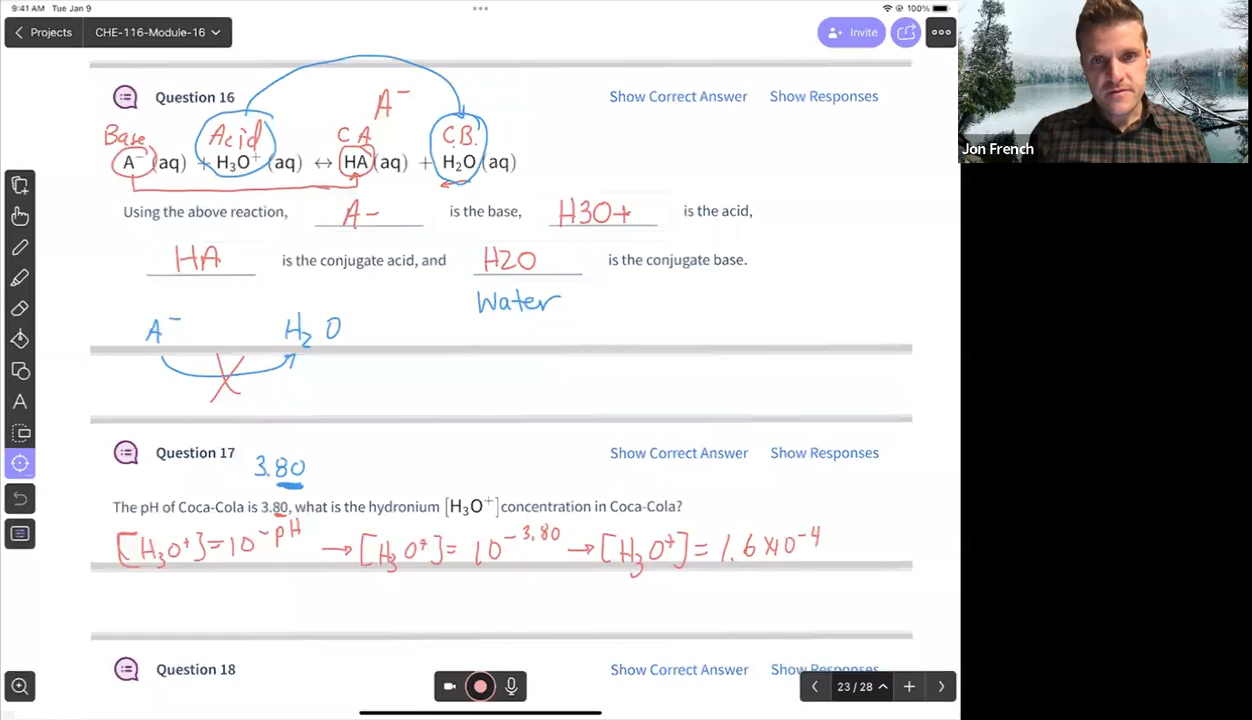 9:41 AM Tue Jan 9
100%
Projects
CHE-116-Module-16
Invite
Jon French
Question 16
Show Correct Answer
Show Responses
A⁻
Base Acid C A C.B.
A⁻ (aq) + H₃O⁺ (aq) ↔ HA (aq) + H₂O (aq)
Using the above reaction, A- is the base, H3O+ is the acid,
HA is the conjugate acid, and H2O is the conjugate base.
Water
A⁻ H₂O
X
Question 17
Show Correct Answer
Show Responses
3.80
The pH of Coca-Cola is 3.80, what is the hydronium [H₃O⁺] concentration in Coca-Cola?
[H₃O⁺] = 10⁻ᵖᴴ → [H₃O⁺] = 10⁻³·⁸⁰ → [H₃O⁺] = 1.6 x10⁻⁴
Question 18
Show Correct Answer
Show Responses
23 / 28